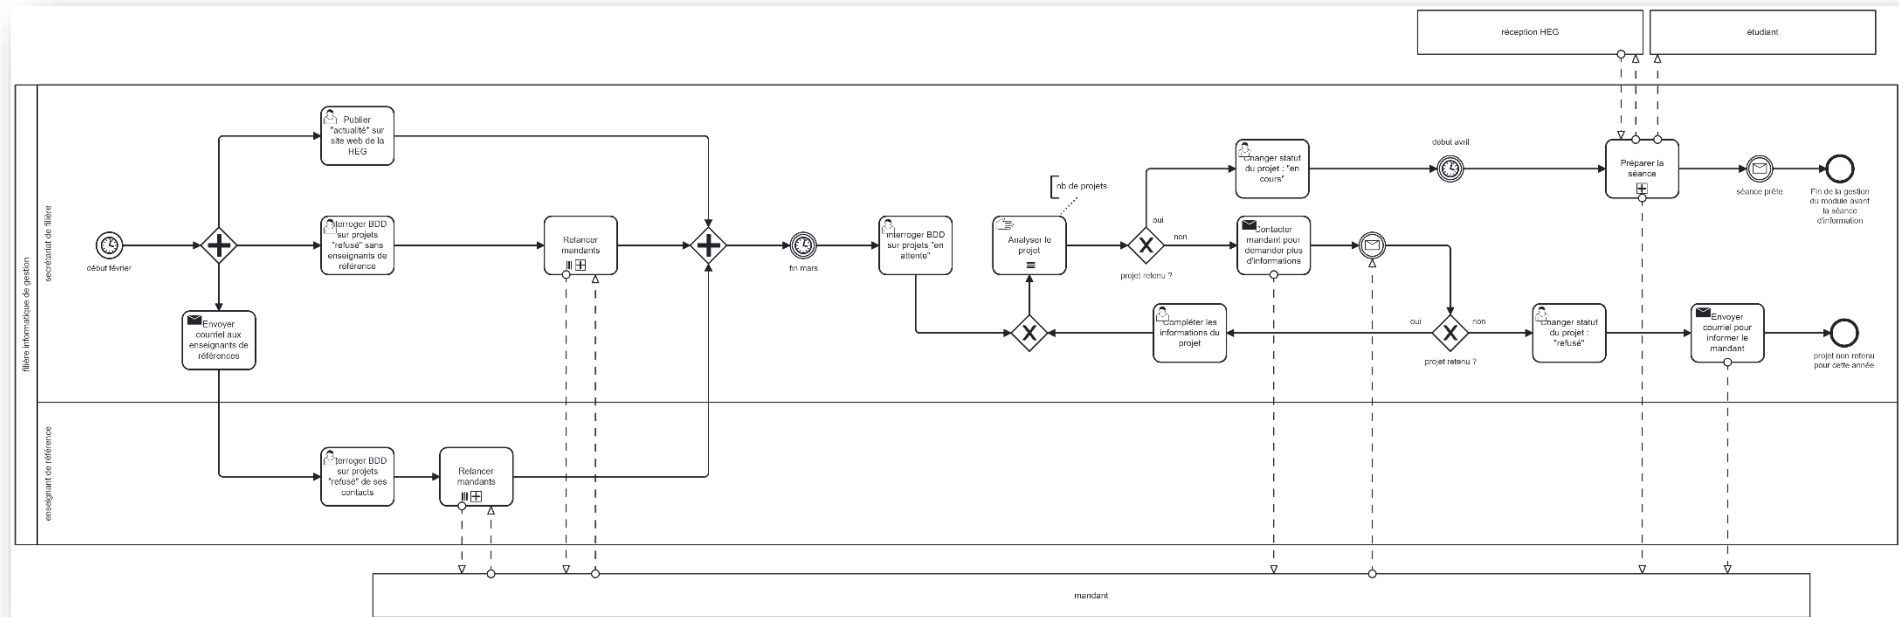 réception HEG
étudiant
filière informatique de gestion
secrétariat de filière
enseignant de référence
début février
Publier
"actualité" sur
site web de la
HEG
terroger BDD
sur projets
"refusé" sans
enseignants de
référence
Envoyer
courriel aux
enseignants de
références
terroger BDD
sur projets
"refusé" de ses
contacts
Relancer
mandants
Relancer
mandants
fin mars
interroger BDD
sur projets "en
attente"
nb de projets
Analyser le
projet
oui
non
projet retenu ?
Changer statut
du projet : "en
cours"
Contacter
mandant pour
demander plus
d'informations
Compléter les
informations du
projet
début avril
oui
non
projet retenu ?
Changer statut
du projet :
"refusé"
Envoyer
courriel pour
informer le
mandant
Préparer la
séance
séance prête
Fin de la gestion
du module avant
la séance
d'information
projet non retenu
pour cette année
mandant